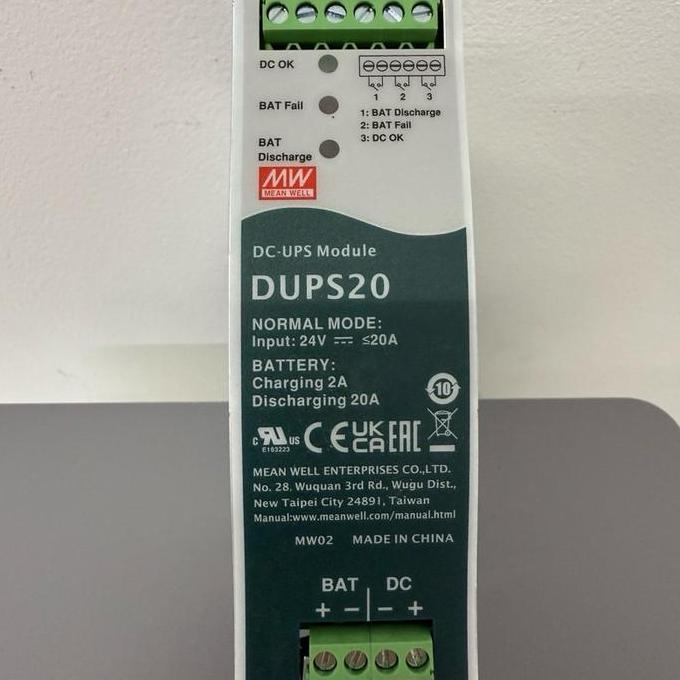 DC OK
BAT Fail
BAT
Discharge
1 2 3
1: BAT Discharge
2: BAT Fail
3: DC OK
MW
MEAN WELL
DC-UPS Module
DUPS20
NORMAL MODE:
Input: 24V ⎓ ≤20A
BATTERY:
Charging 2A
Discharging 20A
10
c RU US
E183223
CE UK CA EAC
MEAN WELL ENTERPRISES CO.,LTD.
No. 28, Wuquan 3rd Rd., Wugu Dist.,
New Taipei City 24891, Taiwan
Manual:www.meanwell.com/manual.html
MW02 MADE IN CHINA
BAT DC
+ − − +